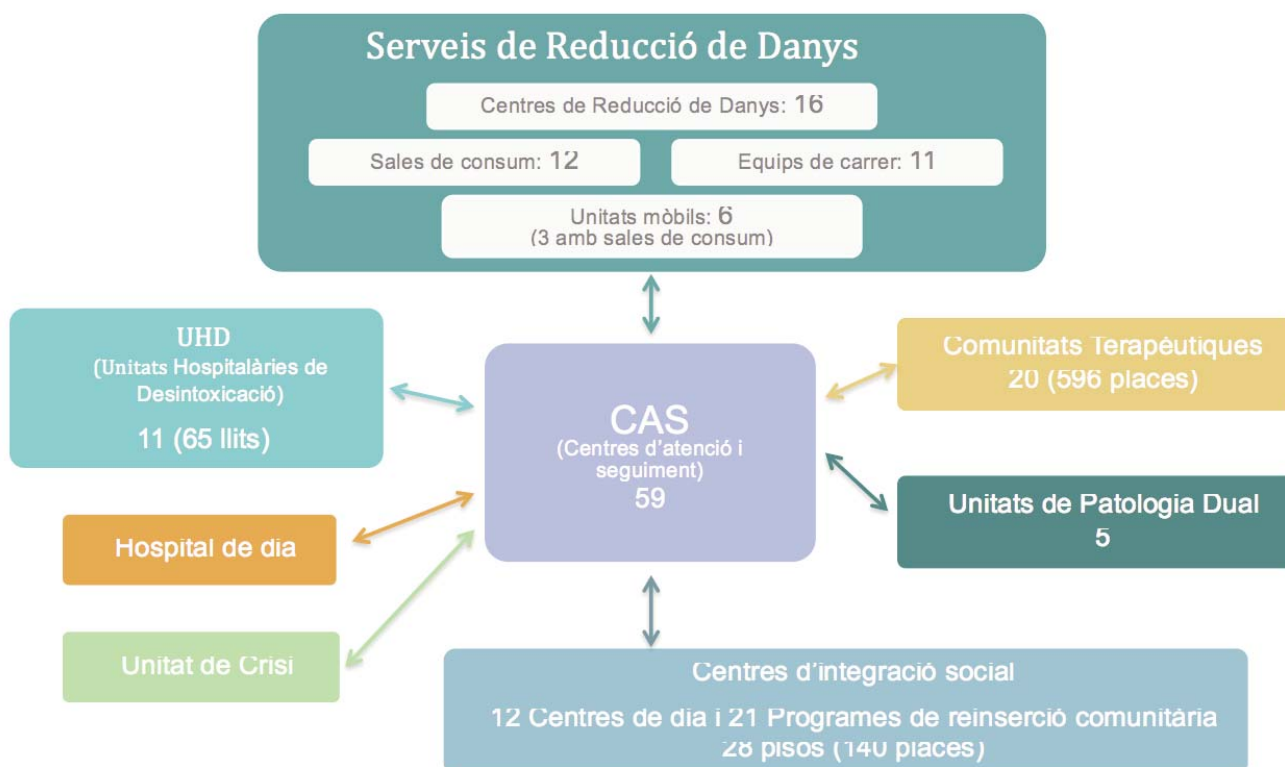 Serveis de Reducció de Danys
Centres de Reducció de Danys: 16
Sales de consum: 12
Equips de carrer: 11
Unitats mòbils: 6
(3 amb sales de consum)
UHD
(Unitats Hospitalàries de
Desintoxicació)
11 (65 llits)
Comunitats Terapèutiques
20 (596 places)
CAS
(Centres d'atenció i
seguiment)
59
Unitats de Patologia Dual
5
Hospital de dia
Unitat de Crisi
Centres d'integració social
12 Centres de dia i 21 Programes de reinserció comunitària
28 pisos (140 places)